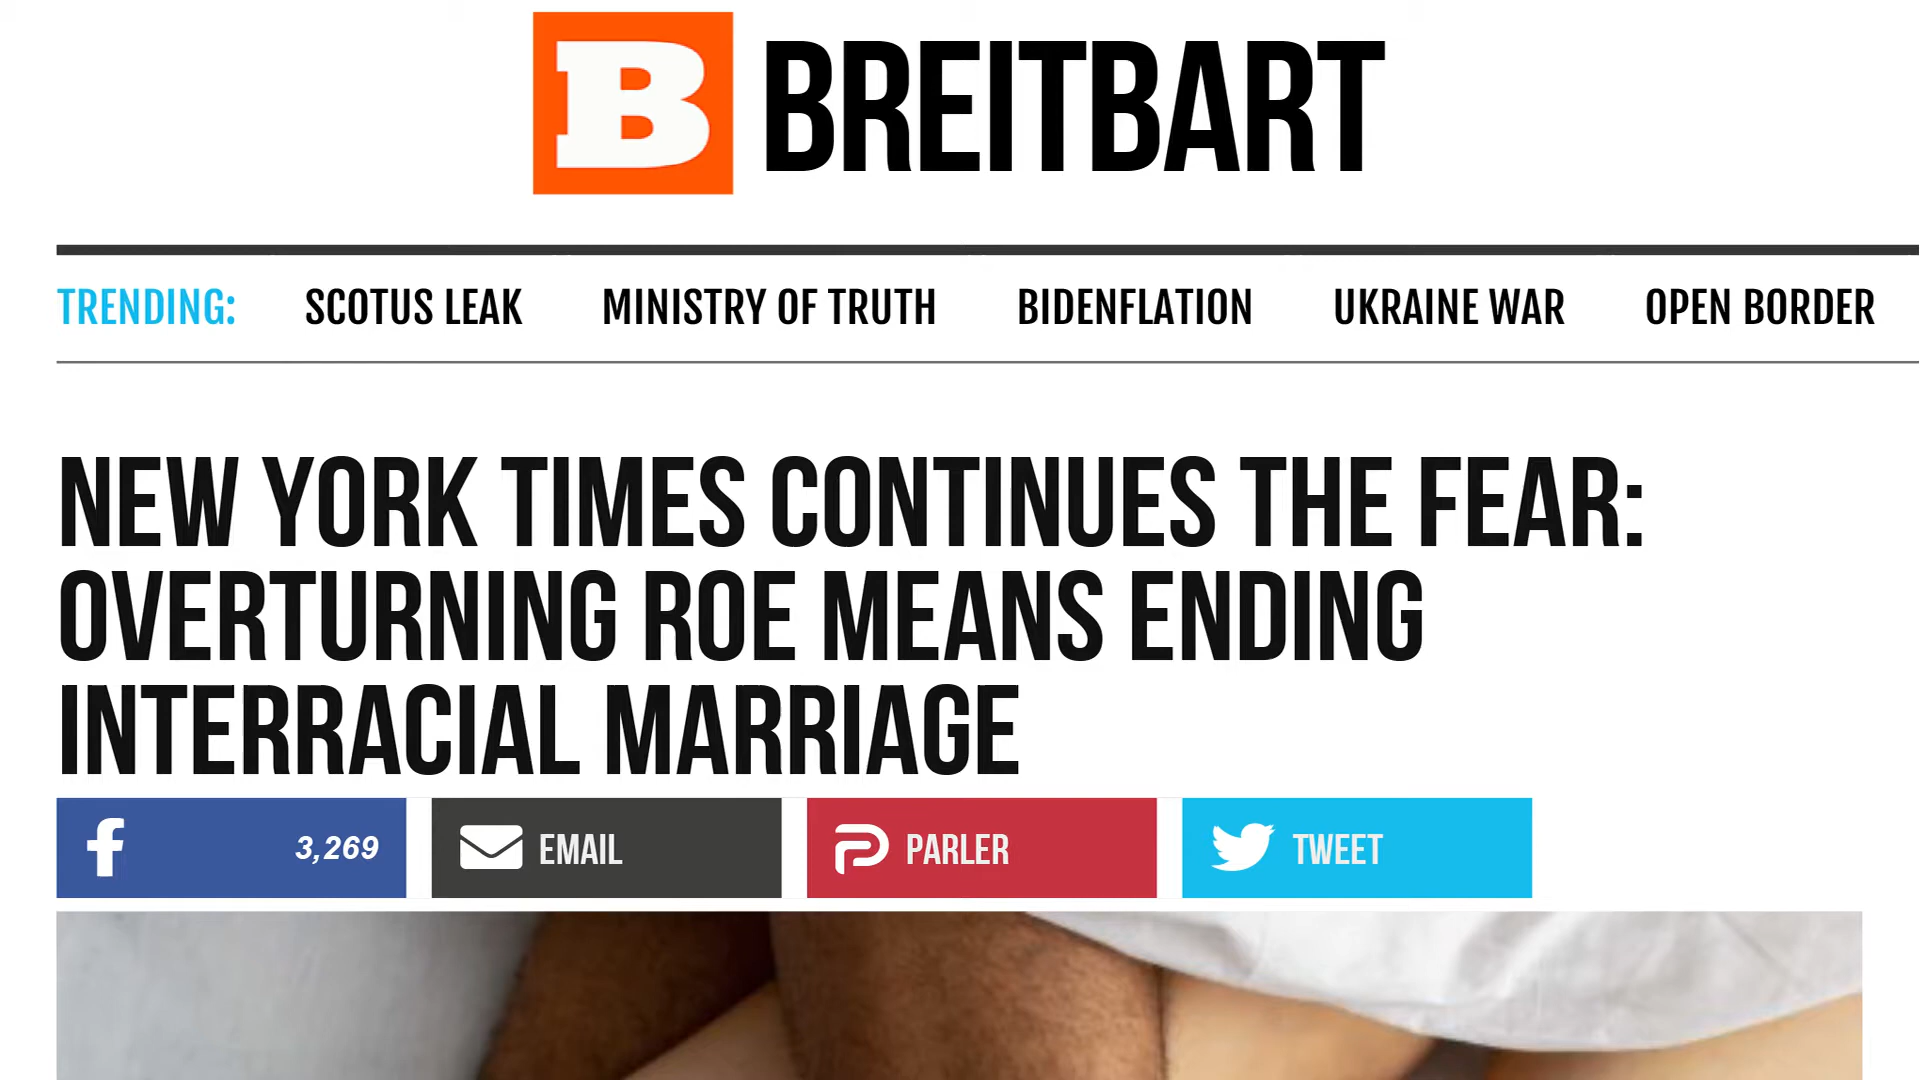 B BREITBART
TRENDING: SCOTUS LEAK MINISTRY OF TRUTH BIDENFLATION UKRAINE WAR OPEN BORDER
NEW YORK TIMES CONTINUES THE FEAR:
OVERTURNING ROE MEANS ENDING
INTERRACIAL MARRIAGE
f 3,269 EMAIL PARLER TWEET